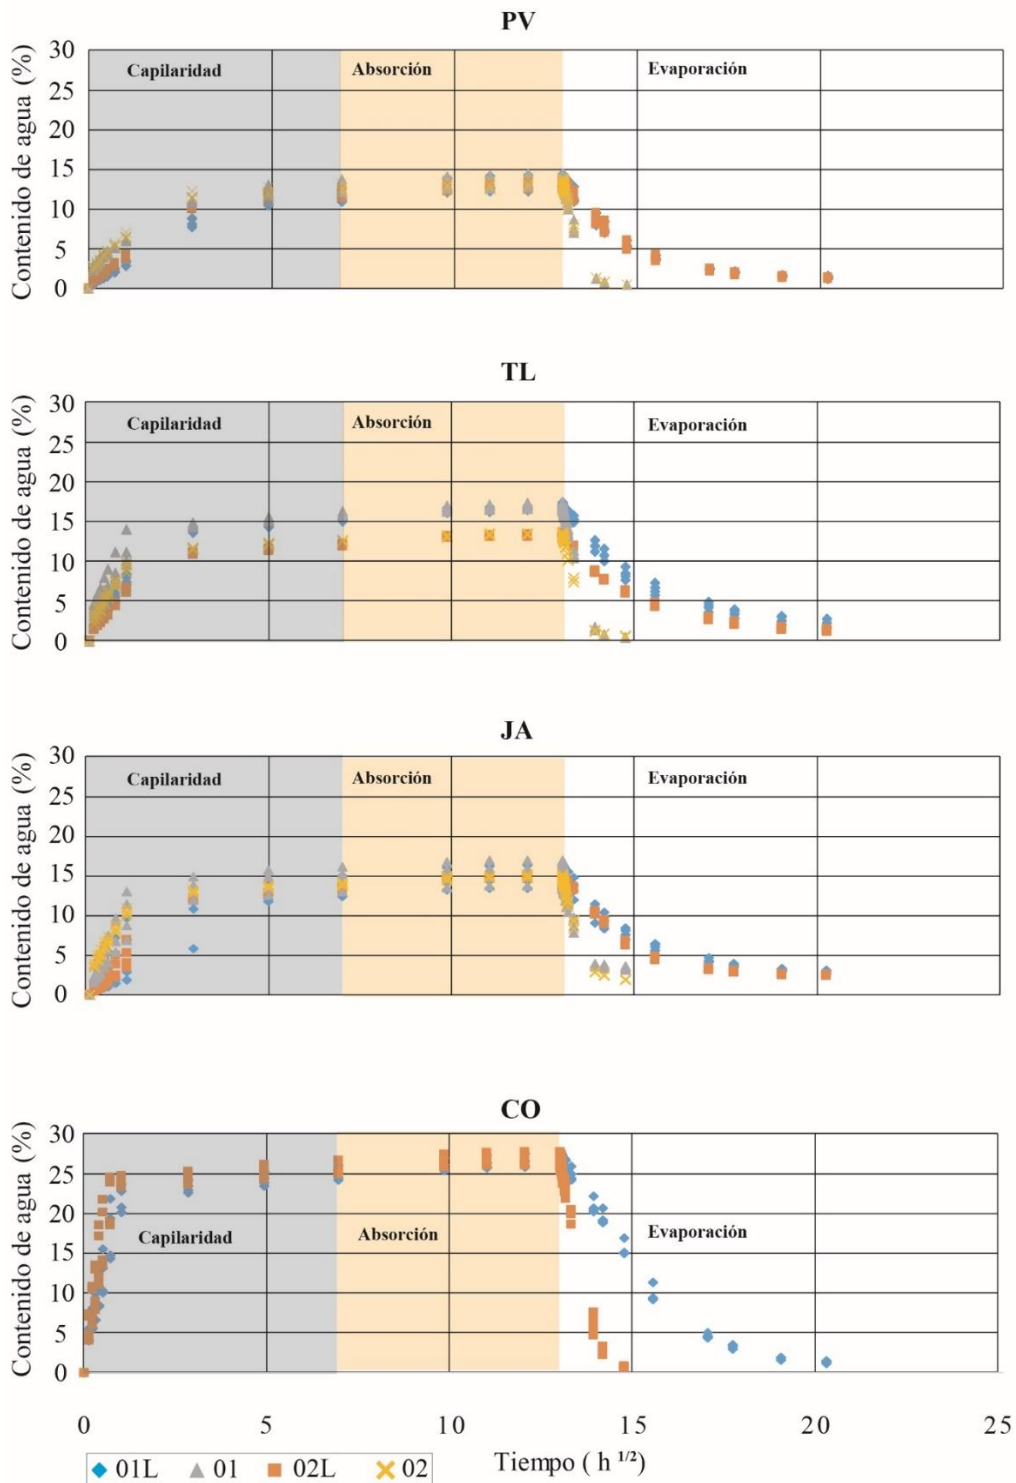 PV
Contenido de agua (%)
30
25
20
15
10
5
0
Capilaridad Absorción Evaporación
TL
Contenido de agua (%)
30
25
20
15
10
5
0
Capilaridad Absorción Evaporación
JA
Contenido de agua (%)
30
25
20
15
10
5
0
Capilaridad Absorción Evaporación
CO
Contenido de agua (%)
30
25
20
15
10
5
0
Capilaridad Absorción Evaporación
0 5 10 15 20 25
Tiempo ( h 1/2)
01L 01 02L 02